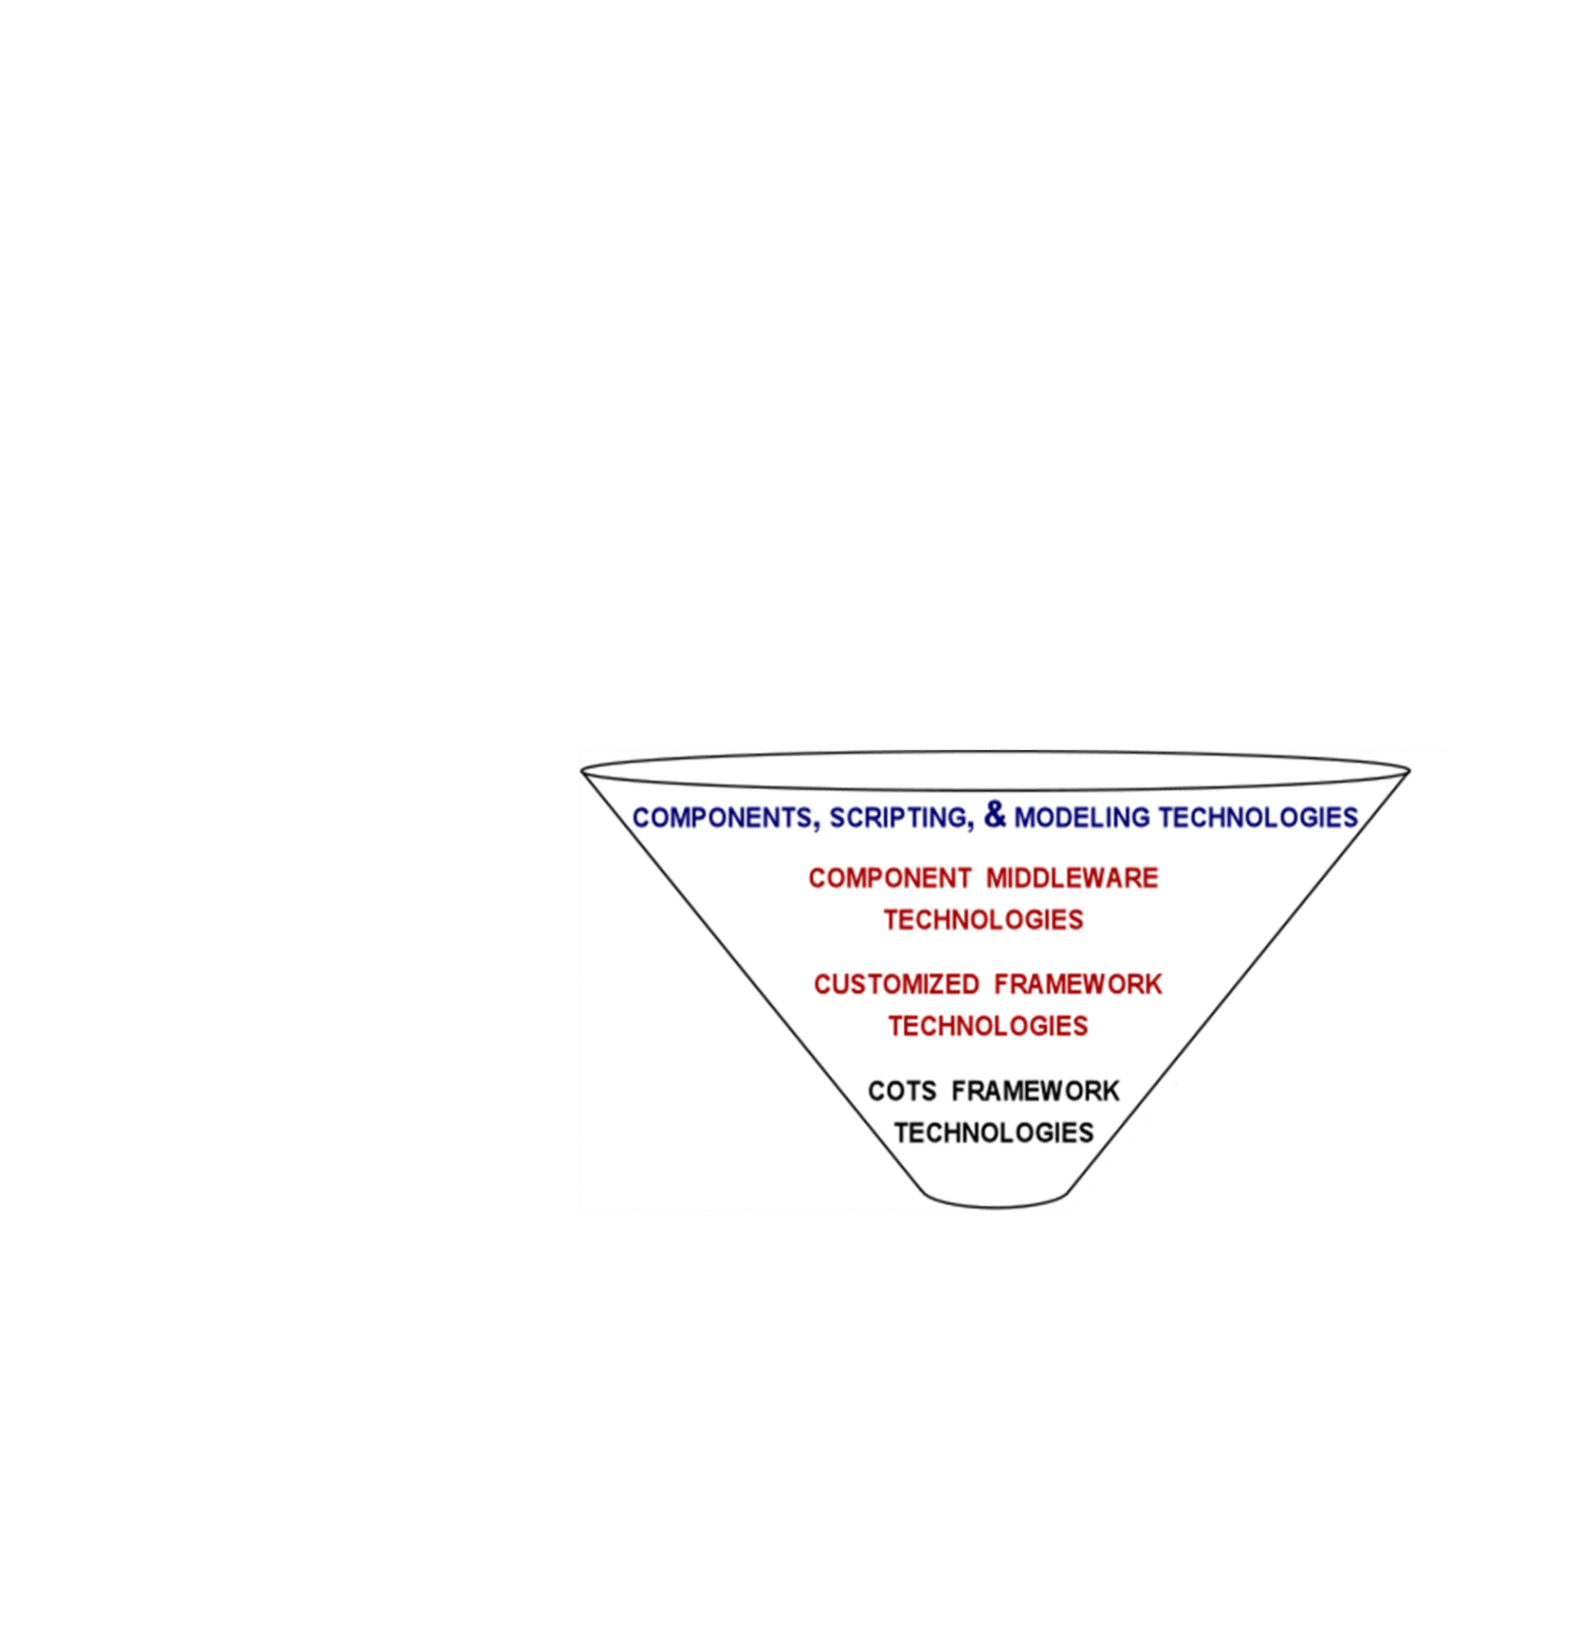 COMPONENTS, SCRIPTING, & MODELING TECHNOLOGIES
COMPONENT MIDDLEWARE
TECHNOLOGIES
CUSTOMIZED FRAMEWORK
TECHNOLOGIES
COTS FRAMEWORK
TECHNOLOGIES